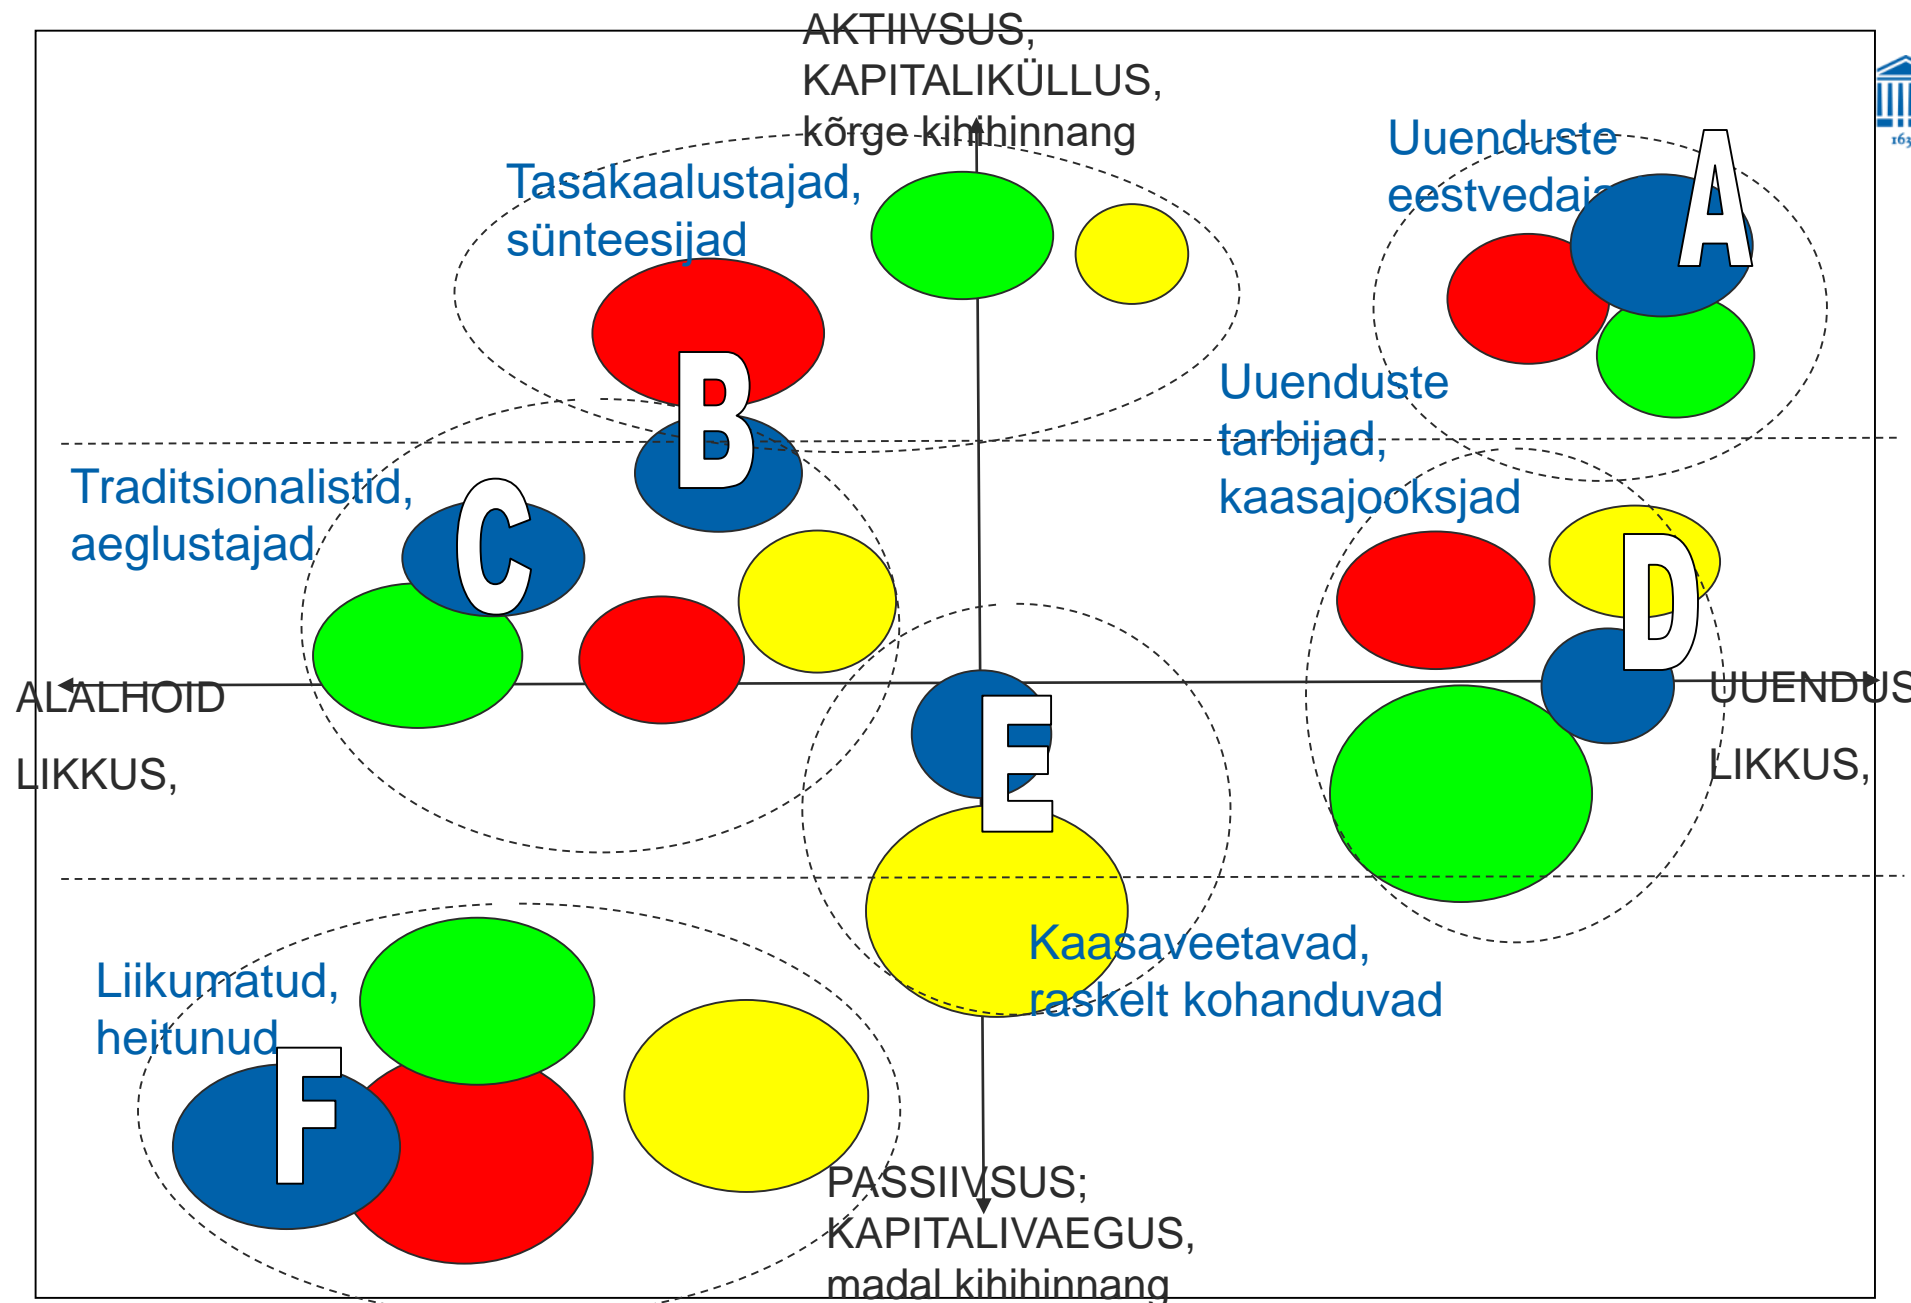 AKTIIVSUS,
KAPITALIKÜLLUS,
kõrge kihihinnang
Tasakaalustajad,
sünteesijad
Uuenduste
A
B
Uuenduste
tarbijad,
kaasajooksjad
Traditsionalistid,
aeglustajad
C
D
ALALHOID
LIKKUS,
UUENDUS
LIKKUS,
E
Kaasaveetavad,
raskelt kohanduvad
Liikumatud,
heitunud
F
PASSIIVSUS;
KAPITALIVAEGUS,
madal kihihinnang